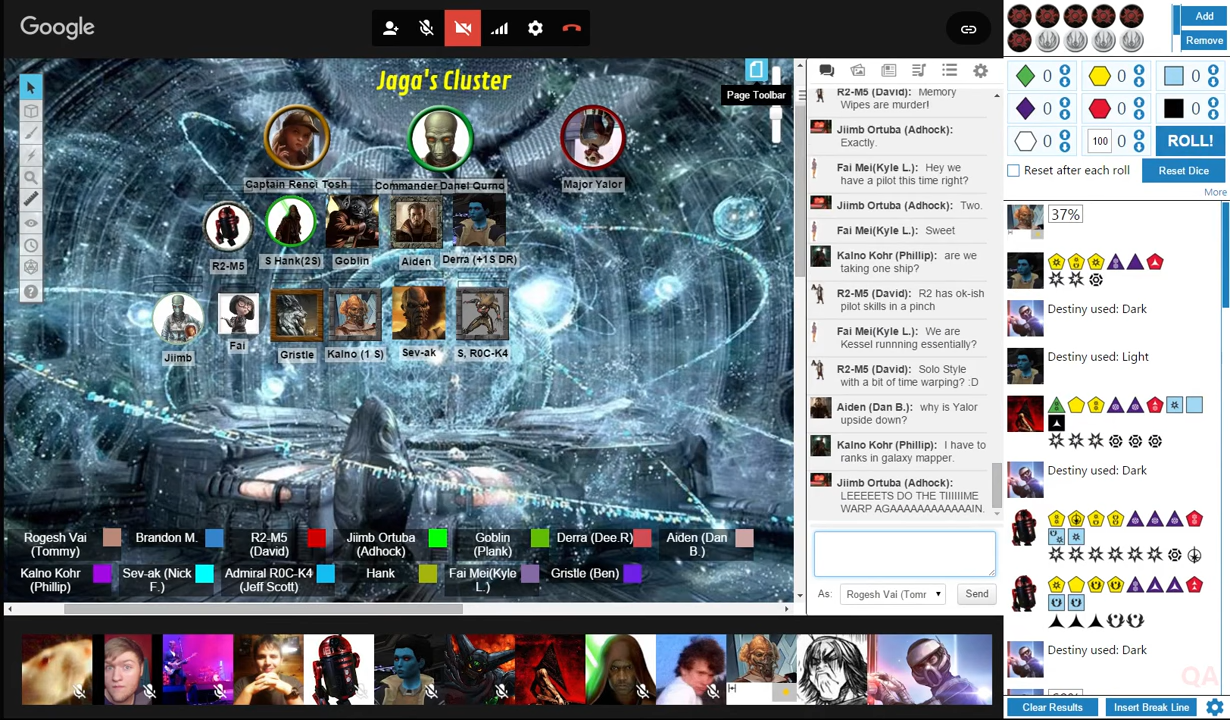 Google
Jaga's Cluster
Page Toolbar
Captain Renci Tosh
Commander Danel Qurno
Major Yalor
R2-M5
S Hank(2S)
Goblin
Aiden
Derra (+1S DR)
Jiimb
Fai
Gristle
Kalno (1 S)
Sev-ak
S, R0C-K4
Rogesh Vai
(Tommy)
Brandon M.
R2-M5
(David)
Jiimb Ortuba
(Adhock)
Goblin
(Plank)
Derra (Dee.R)
Aiden (Dan
B.)
Kalno Kohr
(Phillip)
Sev-ak (Nick
F.)
Admiral R0C-K4
(Jeff Scott)
Hank
Fai Mei(Kyle
L.)
Gristle (Ben)
R2-M5 (David): Memory
Wipes are murder!
Jiimb Ortuba (Adhock):
Exactly.
Fai Mei(Kyle L.): Hey we
have a pilot this time right?
Jiimb Ortuba (Adhock): Two.
Fai Mei(Kyle L.): Sweet
Kalno Kohr (Phillip): are we
taking one ship?
R2-M5 (David): R2 has ok-ish
pilot skills in a pinch
Fai Mei(Kyle L.): We are
Kessel runnning essentially?
R2-M5 (David): Solo Style
with a bit of time warping? :D
Aiden (Dan B.): why is Yalor
upside down?
Kalno Kohr (Phillip): I have to
ranks in galaxy mapper.
Jiimb Ortuba (Adhock):
LEEEEETS DO THE TIIIIIIME
WARP AGAAAAAAAAAAAAIN.
As:
Rogesh Vai (Tomr
Send
Add
Remove
0
0
0
0
0
0
0
100
0
ROLL!
Reset after each roll
Reset Dice
More
37%
Destiny used: Dark
Destiny used: Light
Destiny used: Dark
Destiny used: Dark
QA
Clear Results
Insert Break Line